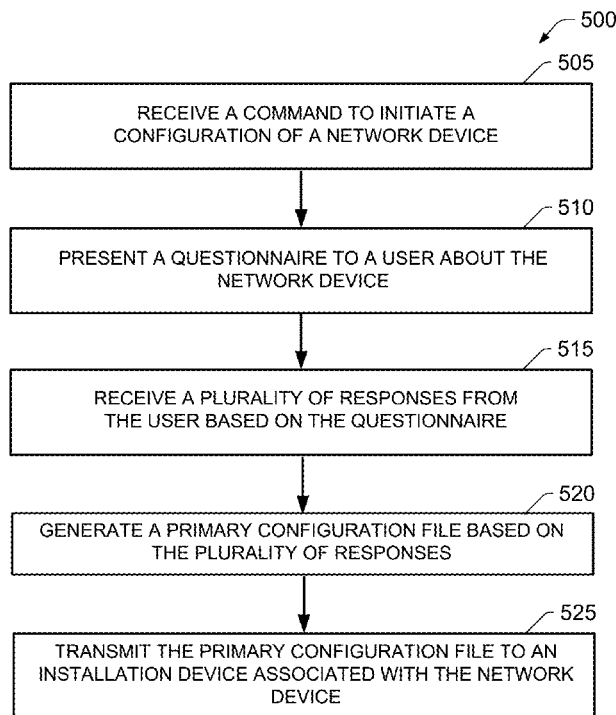 500
505
RECEIVE A COMMAND TO INITIATE A
CONFIGURATION OF A NETWORK DEVICE
510
PRESENT A QUESTIONNAIRE TO A USER ABOUT THE
NETWORK DEVICE
515
RECEIVE A PLURALITY OF RESPONSES FROM
THE USER BASED ON THE QUESTIONNAIRE
520
GENERATE A PRIMARY CONFIGURATION FILE BASED ON
THE PLURALITY OF RESPONSES
525
TRANSMIT THE PRIMARY CONFIGURATION FILE TO AN
INSTALLATION DEVICE ASSOCIATED WITH THE NETWORK
DEVICE